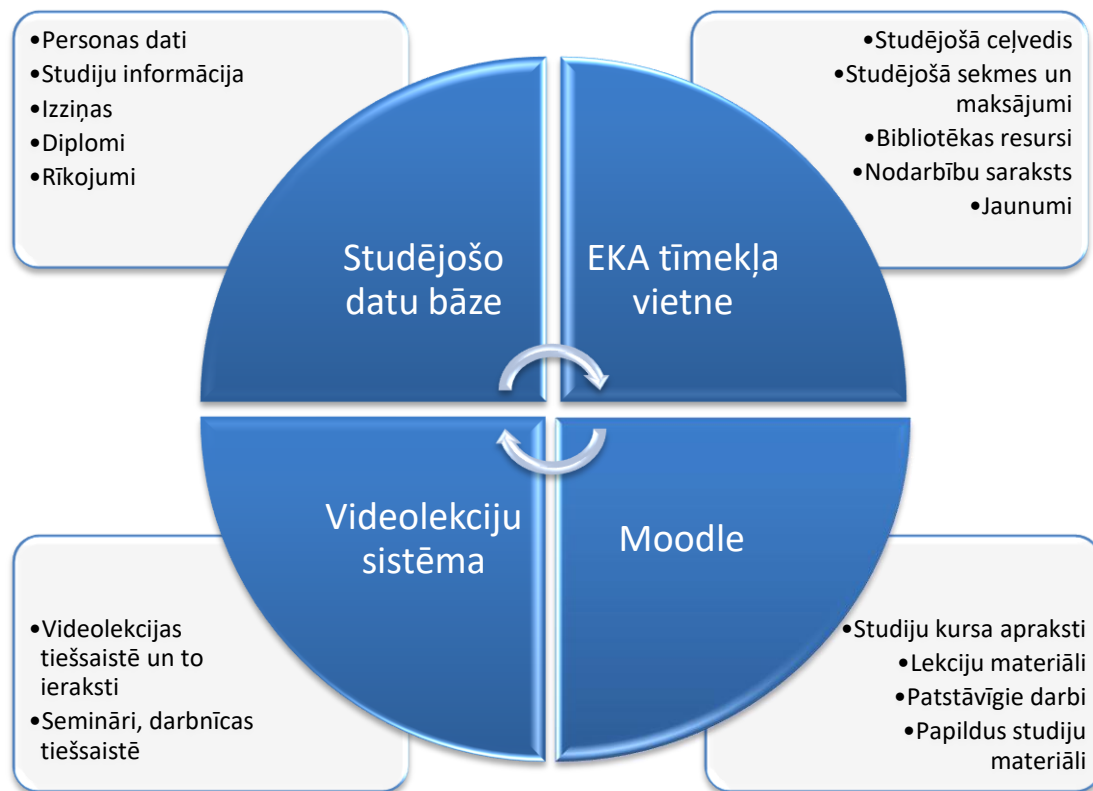 •Personas dati
•Studiju informācija
•Izziņas
•Diplomi
•Rīkojumi
•Studējošā ceļvedis
•Studējošā sekmes un
maksājumi
•Bibliotēkas resursi
•Nodarbību saraksts
•Jaunumi
Studējošo
datu bāze
EKA tīmekļa
vietne
Videolekciju
sistēma
Moodle
•Videolekcijas
tiešsaistē un to
ieraksti
•Semināri, darbnīcas
tiešsaistē
•Studiju kursa apraksti
•Lekciju materiāli
•Patstāvīgie darbi
•Papildus studiju
materiāli